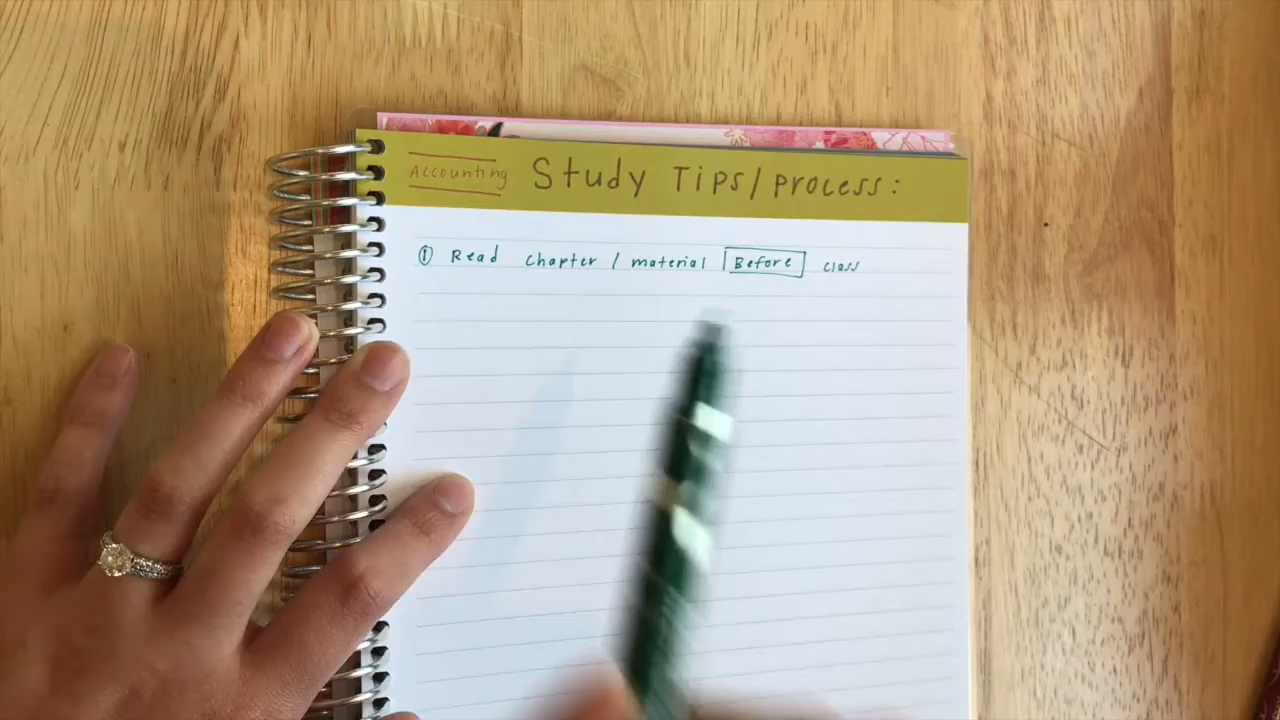 Accounting Study Tips/process:
① Read chapter / material Before class